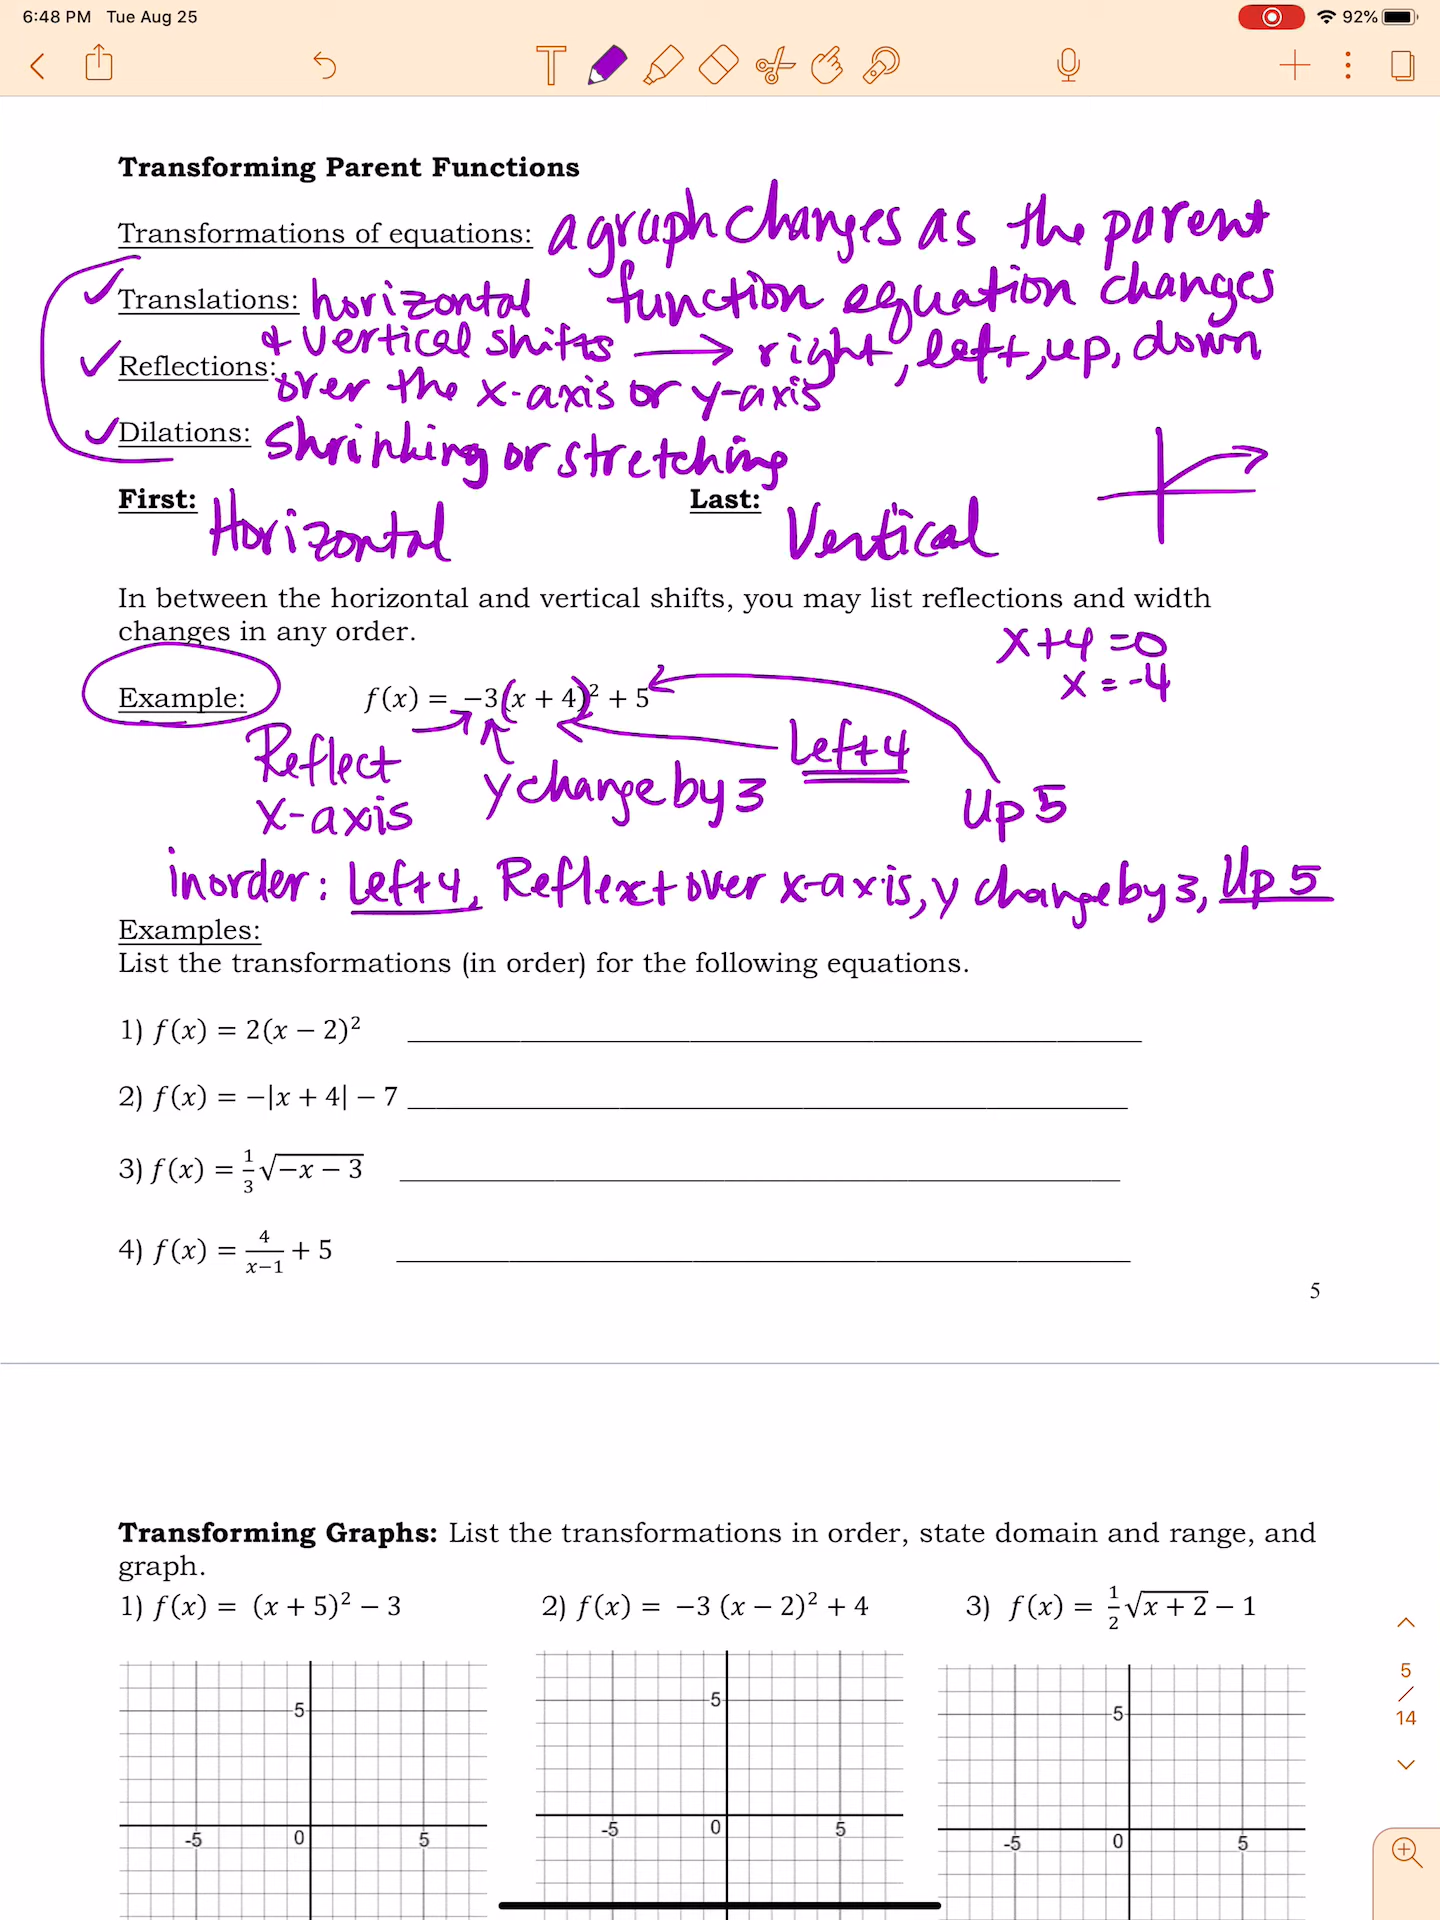 6:48 PM Tue Aug 25
92%
Transforming Parent Functions
Transformations of equations: a graph changes as the parent
function equation changes
Translations: horizontal
& vertical shifts → right, left, up, down
Reflections: over the x-axis or y-axis
Dilations: Shrinking or stretching
First: Horizontal Last: Vertical
In between the horizontal and vertical shifts, you may list reflections and width
changes in any order.
x+4=0
x=-4
Example: f(x) = −3(x + 4)² + 5
Reflect
x-axis
y change by 3
Left 4
Up 5
in order: Left 4, Reflext over x-axis, y change by 3, Up 5
Examples:
List the transformations (in order) for the following equations.
1) f(x) = 2(x − 2)²
2) f(x) = −|x + 4| − 7
3) f(x) = 1/3 √(−x − 3)
4) f(x) = 4/(x−1) + 5
5
Transforming Graphs: List the transformations in order, state domain and range, and
graph.
1) f(x) = (x + 5)² − 3 2) f(x) = −3 (x − 2)² + 4 3) f(x) = 1/2 √(x + 2) − 1
5
-5 0 5
5
-5 0 5
5
-5 0 5
5
/
14